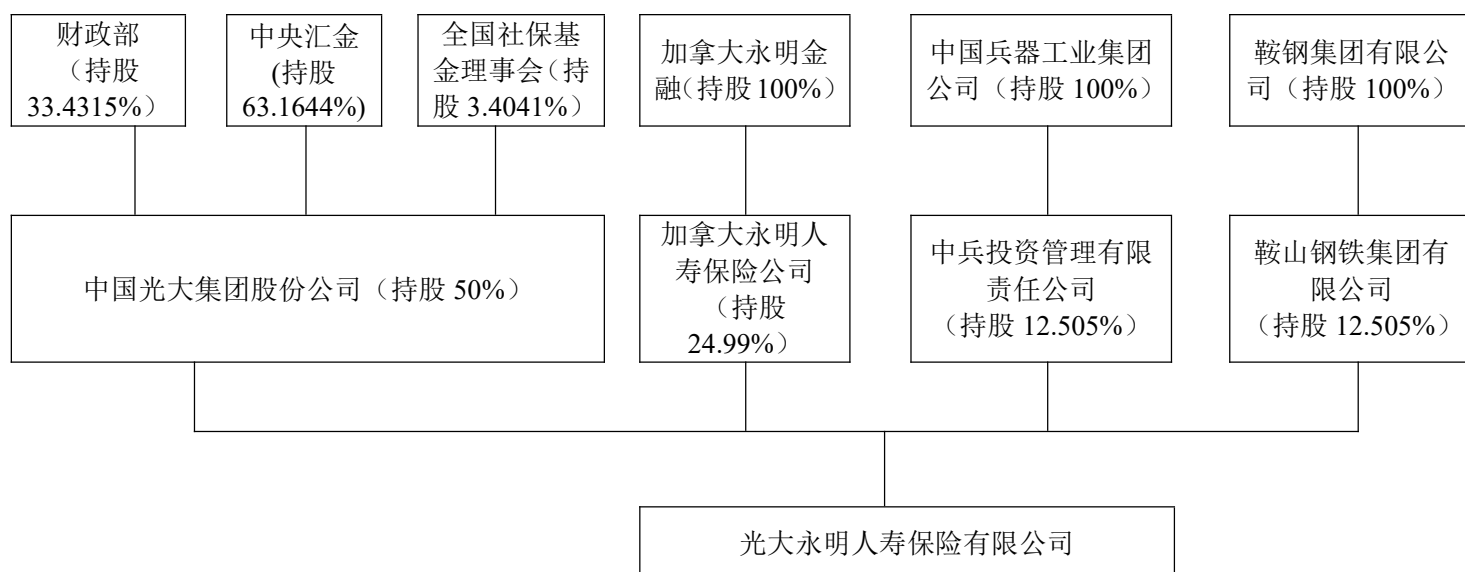 财政部
（持股
33.4315%）
中央汇金
(持股
63.1644%)
全国社保基
金理事会（持
股 3.4041%）
加拿大永明金
融（持股 100%）
中国兵器工业集团
公司（持股 100%）
鞍钢集团有限公
司（持股 100%）
中国光大集团股份公司（持股 50%）
加拿大永明人
寿保险公司
（持股
24.99%）
中兵投资管理有限
责任公司
（持股 12.505%）
鞍山钢铁集团有
限公司
（持股 12.505%）
光大永明人寿保险有限公司